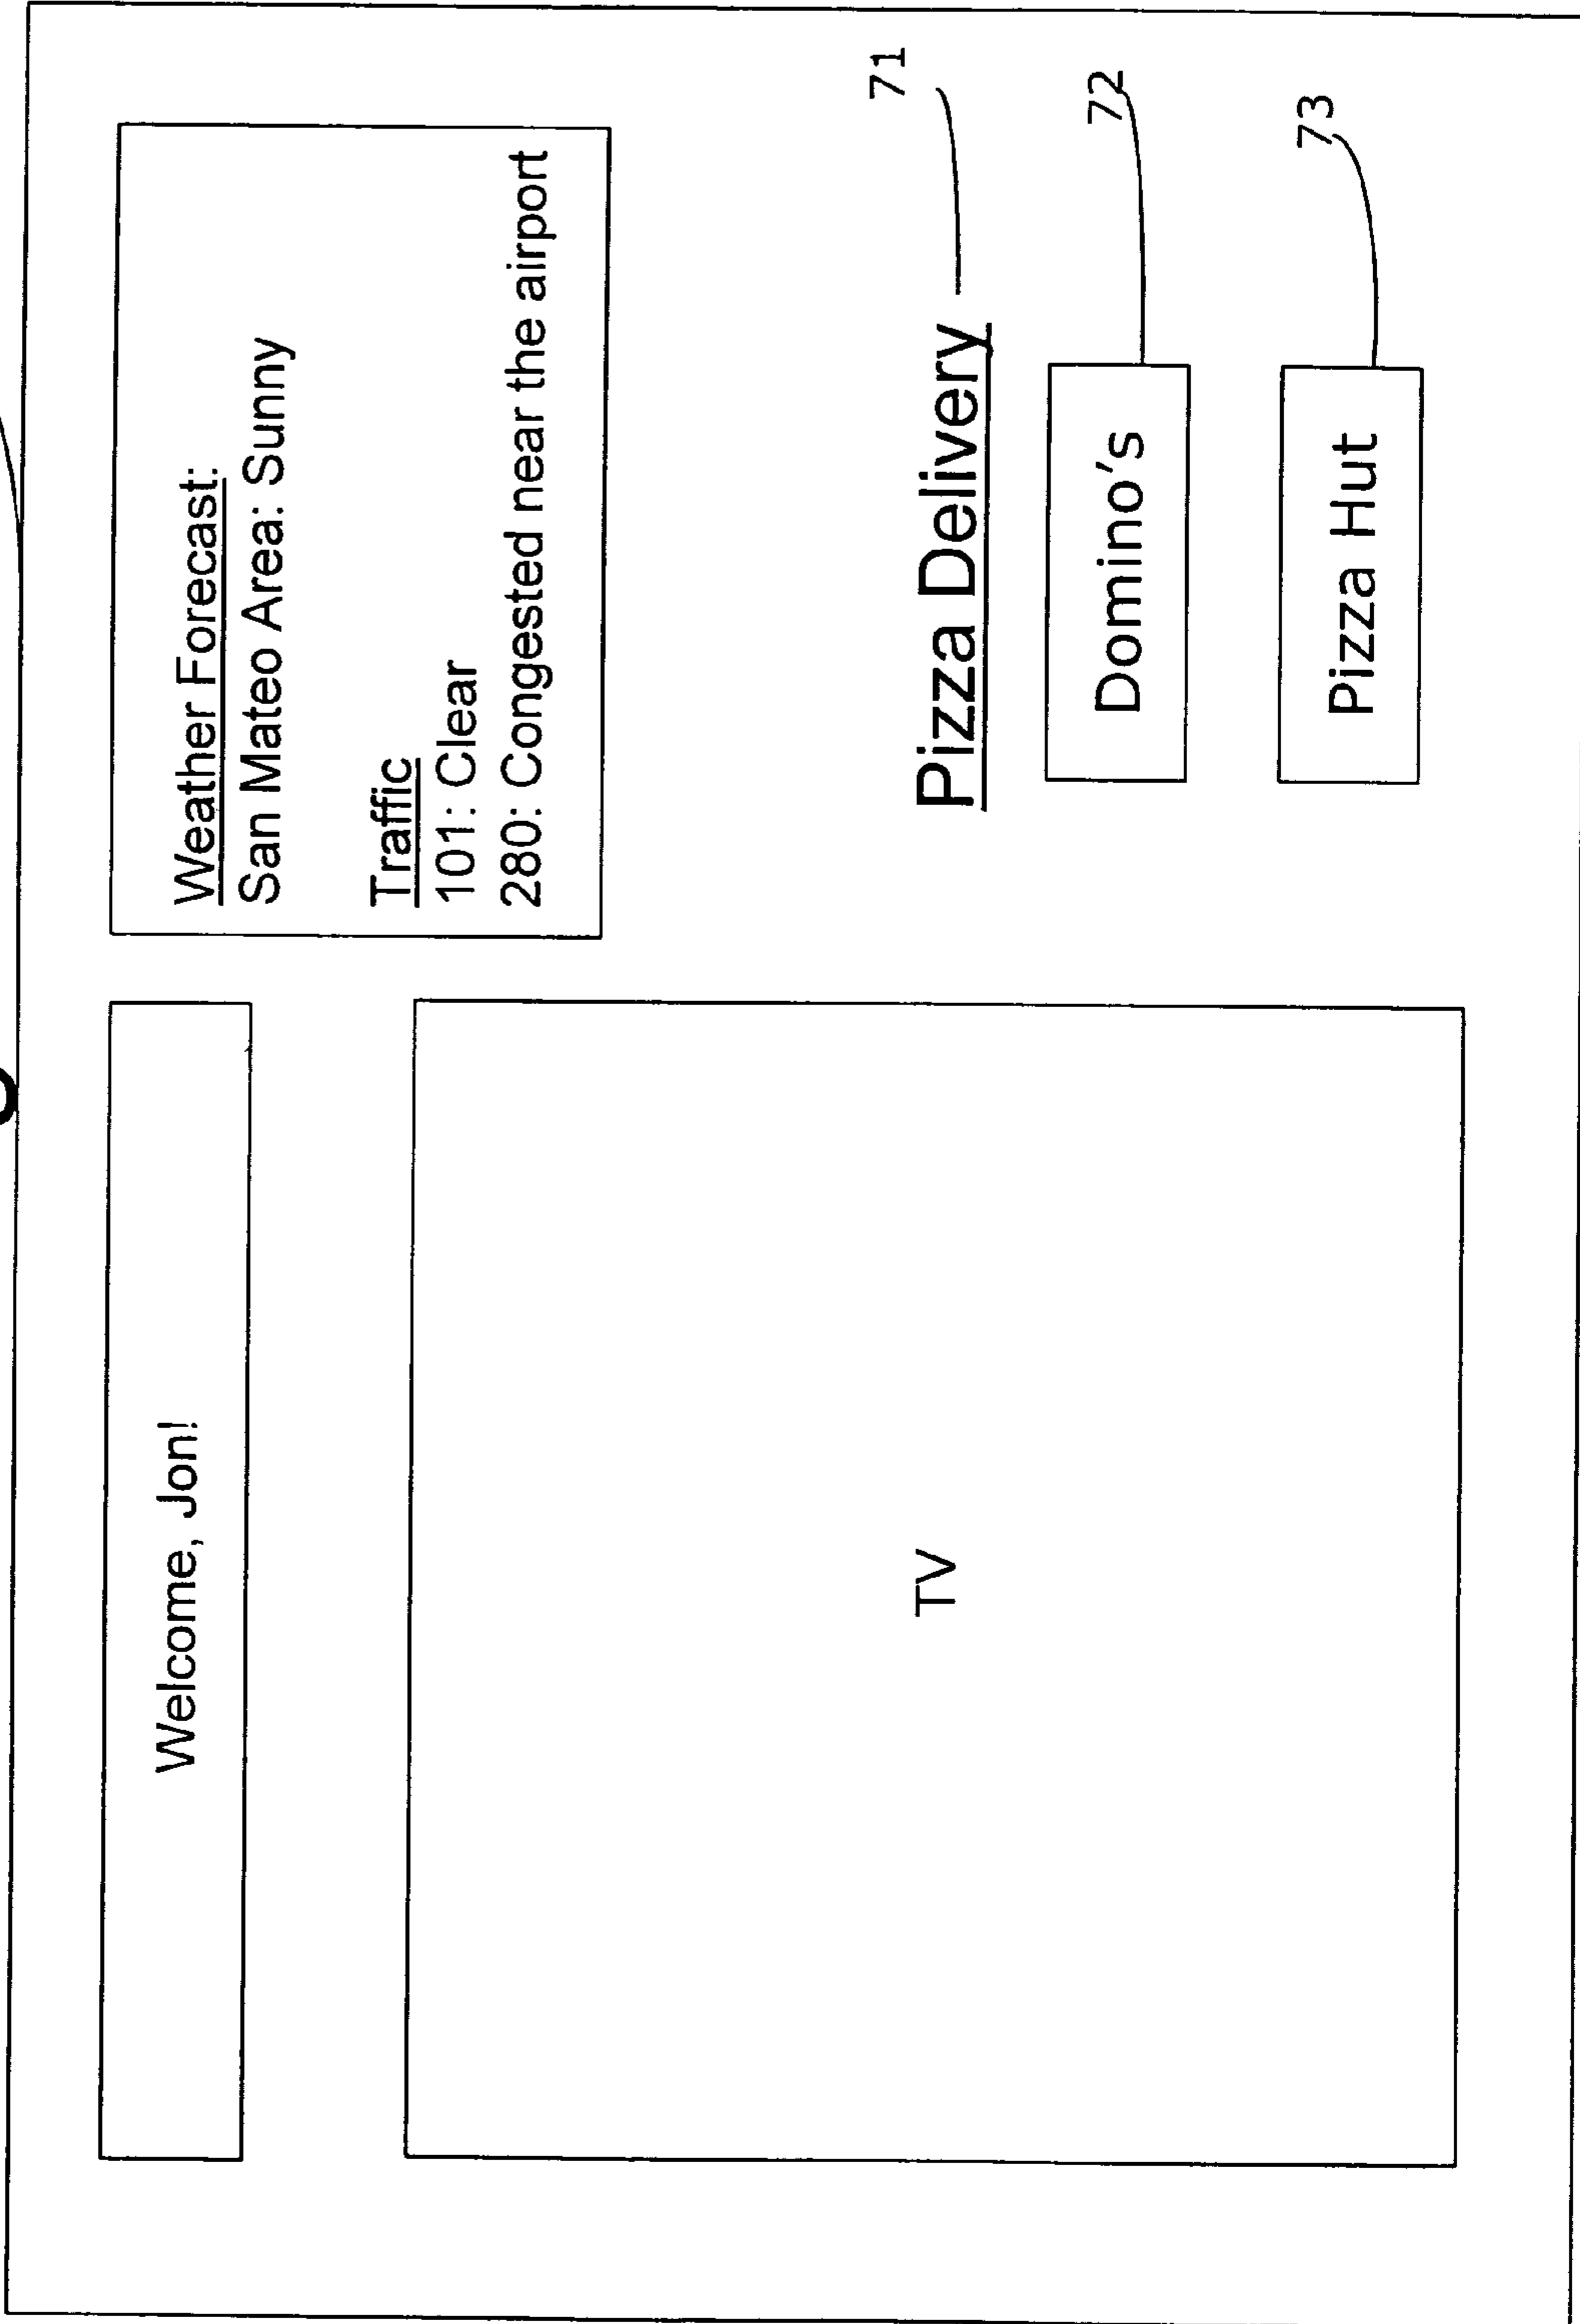 Welcome, Jon!
Weather Forecast:
San Mateo Area: Sunny
Traffic
101: Clear
280: Congested near the airport
TV
Pizza Delivery
71
Domino's
72
Pizza Hut
73